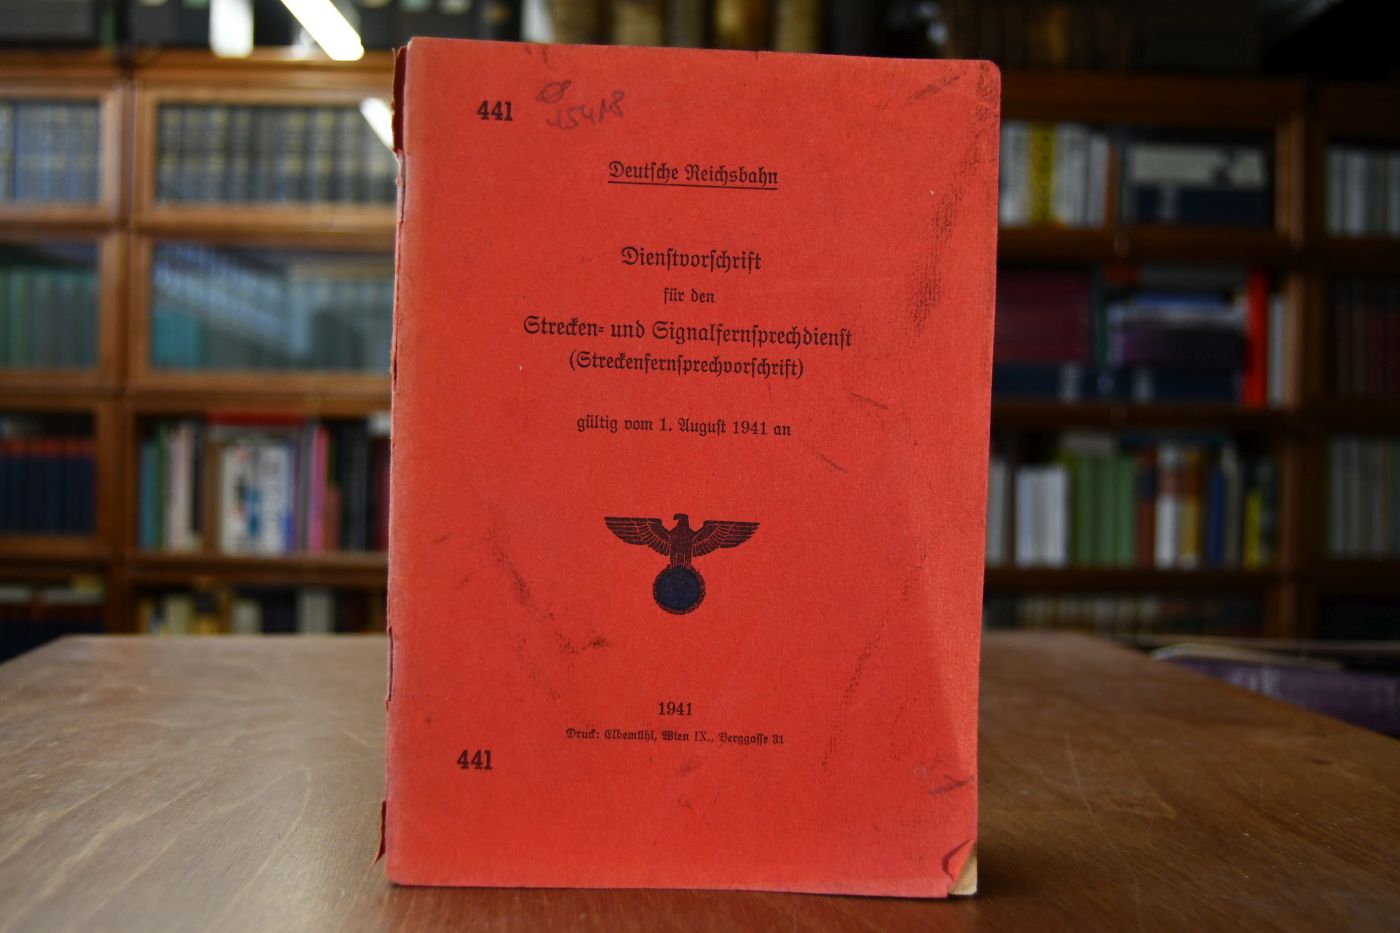 441
15418
Deutsche Reichsbahn
Dienstvorschrift
für den
Strecken- und Signalfernsprechdienst
(Streckenfernsprechvorschrift)
gültig vom 1. August 1941 an
1941
Druck: Elbemühl, Wien IX., Berggasse 31
441